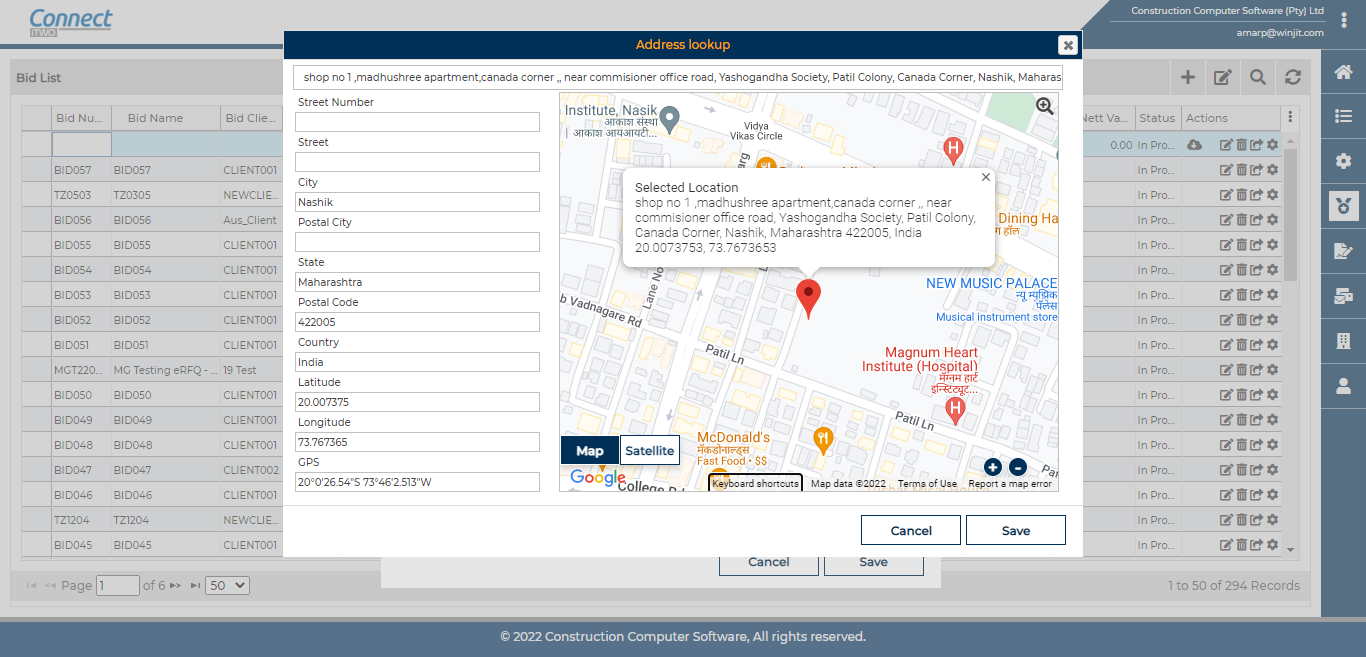 Connect
iTWO
Construction Computer Software (Pty) Ltd
amarp@winjit.com
Address lookup
Bid List
shop no 1 ,madhushree apartment,canada corner ,, near commisioner office road, Yashogandha Society, Patil Colony, Canada Corner, Nashik, Maharas
Bid Nu... Bid Name Bid Clie...
Nett Va... Status Actions
0.00 In Pro...
BID057 BID057 CLIENT001 In Pro...
TZ0503 TZ0305 NEWCLIE... In Pro...
BID056 BID056 Aus_Client In Pro...
BID055 BID055 CLIENT001 In Pro...
BID054 BID054 CLIENT001 In Pro...
BID053 BID053 CLIENT001 In Pro...
BID052 BID052 CLIENT001 In Pro...
BID051 BID051 CLIENT001 In Pro...
MGT220... MG Testing eRFQ - ... 19 Test In Pro...
BID050 BID050 CLIENT001 In Pro...
BID049 BID049 CLIENT001 In Pro...
BID048 BID048 CLIENT001 In Pro...
BID047 BID047 CLIENT002 In Pro...
BID046 BID046 CLIENT001 In Pro...
TZ1204 TZ1204 NEWCLIE... In Pro...
BID045 BID045 CLIENT001 In Pro...
Street Number
Street
City
Nashik
Postal City
State
Maharashtra
Postal Code
422005
Country
India
Latitude
20.007375
Longitude
73.767365
GPS
20°0'26.54"S 73°46'2.513"W
Institute, Nasik
आकाश संस्था
| आकाश आयआयटी...
Vidya
Vikas Circle
H
Selected Location
shop no 1 ,madhushree apartment,canada corner ,, near
commisioner office road, Yashogandha Society, Patil Colony,
Canada Corner, Nashik, Maharashtra 422005, India
20.0073753, 73.7673653
Dining Ha
ग हॉल
Lane No
b Vadnagare Rd
NEW MUSIC PALACE
न्यू म्युझिक
पॅलेस
Musical instrument store
Patil Ln
Magnum Heart
Institute (Hospital)
मॅग्नम हार्ट
इन्स्टिट्यूट...
H
Patil Ln
McDonald's
मॅकडोनाल्ड्स
Fast Food • $$
Map Satellite
Google
College Rd
Keyboard shortcuts Map data ©2022 Terms of Use Report a map error
Cancel Save
Cancel Save
Page 1 of 6 50
1 to 50 of 294 Records
© 2022 Construction Computer Software, All rights reserved.